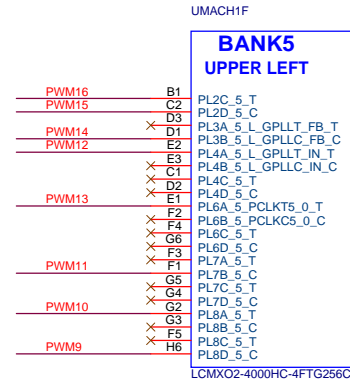 UMACH1F
BANK5
UPPER LEFT
PWM16 B1 PL2C_5_T
PWM15 C2 PL2D_5_C
D3 PL3A_5_L_GPLLT_FB_T
PWM14 D1 PL3B_5_L_GPLLC_FB_C
PWM12 E2 PL4A_5_L_GPLLT_IN_T
E3 PL4B_5_L_GPLLC_IN_C
C1 PL4C_5_T
D2 PL4D_5_C
PWM13 E1 PL6A_5_PCLKT5_0_T
F2 PL6B_5_PCLKC5_0_C
F4 PL6C_5_T
G6 PL6D_5_C
F3 PL7A_5_T
PWM11 F1 PL7B_5_C
G5 PL7C_5_T
G4 PL7D_5_C
PWM10 G2 PL8A_5_T
G3 PL8B_5_C
F5 PL8C_5_T
PWM9 H6 PL8D_5_C
LCMXO2-4000HC-4FTG256C